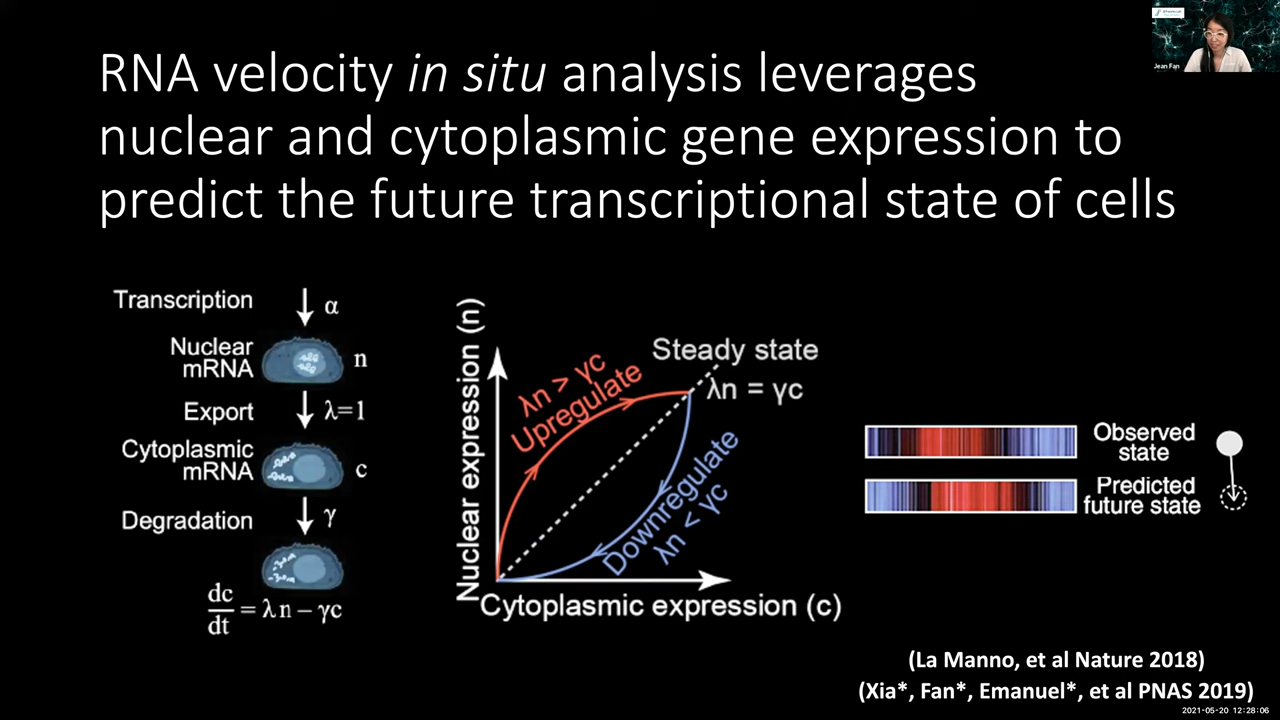 RNA velocity in situ analysis leverages
nuclear and cytoplasmic gene expression to
predict the future transcriptional state of cells
Jean Fan
Transcription
α
Nuclear
mRNA
n
Export
λ=1
Cytoplasmic
mRNA
c
Degradation
γ
dc
dt
= λn − γc
Nuclear expression (n)
λn > γc
Upregulate
Steady state
λn = γc
Downregulate
λn < γc
Cytoplasmic expression (c)
Observed
state
Predicted
future state
(La Manno, et al Nature 2018)
(Xia*, Fan*, Emanuel*, et al PNAS 2019)
2021-05-20 12:28:06